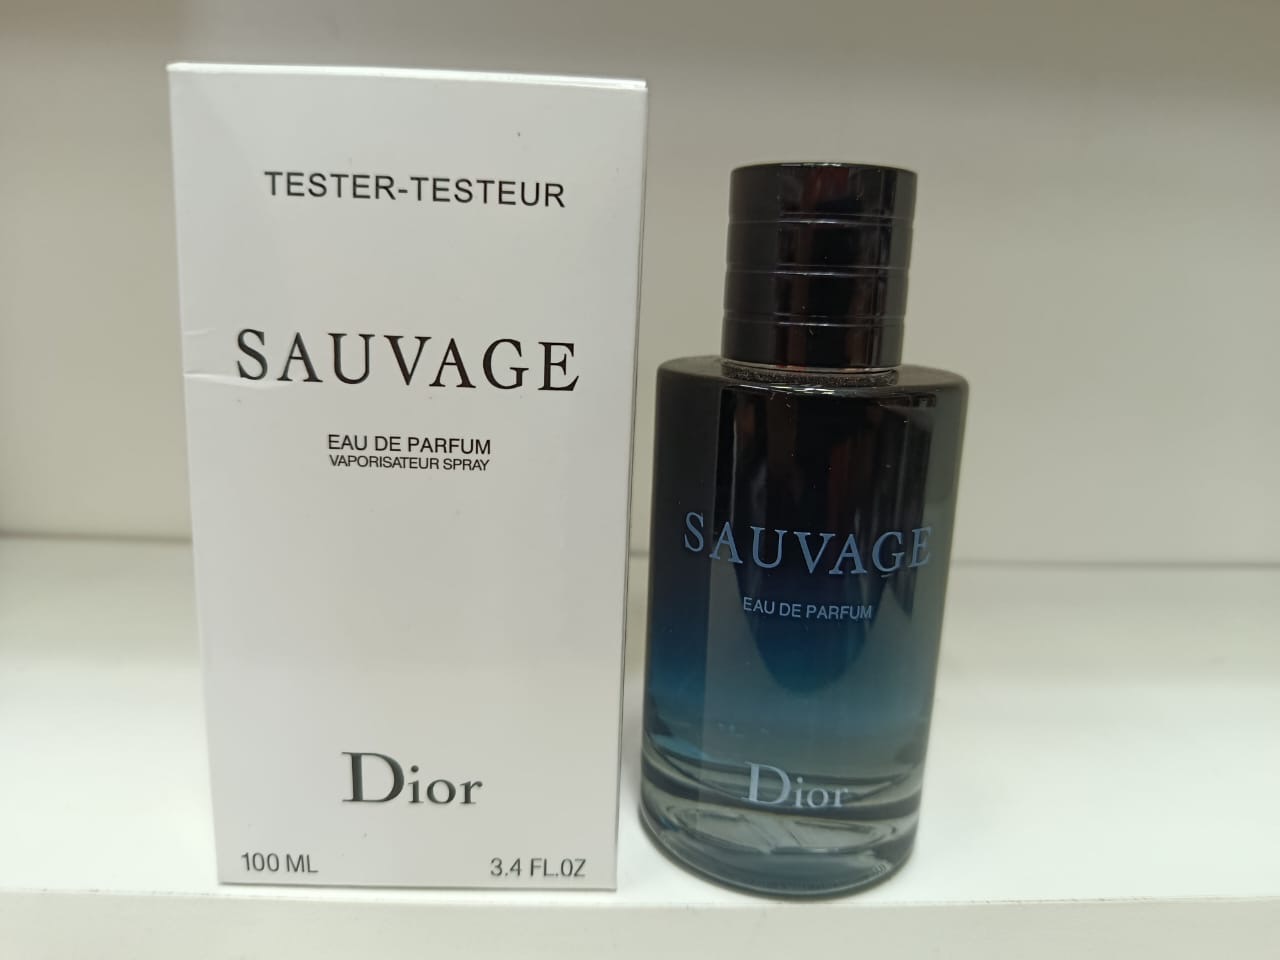 TESTER-TESTEUR
SAUVAGE
EAU DE PARFUM
VAPORISATEUR SPRAY
Dior
100 ML
3.4 FL.OZ
SAUVAGE
EAU DE PARFUM
Dior